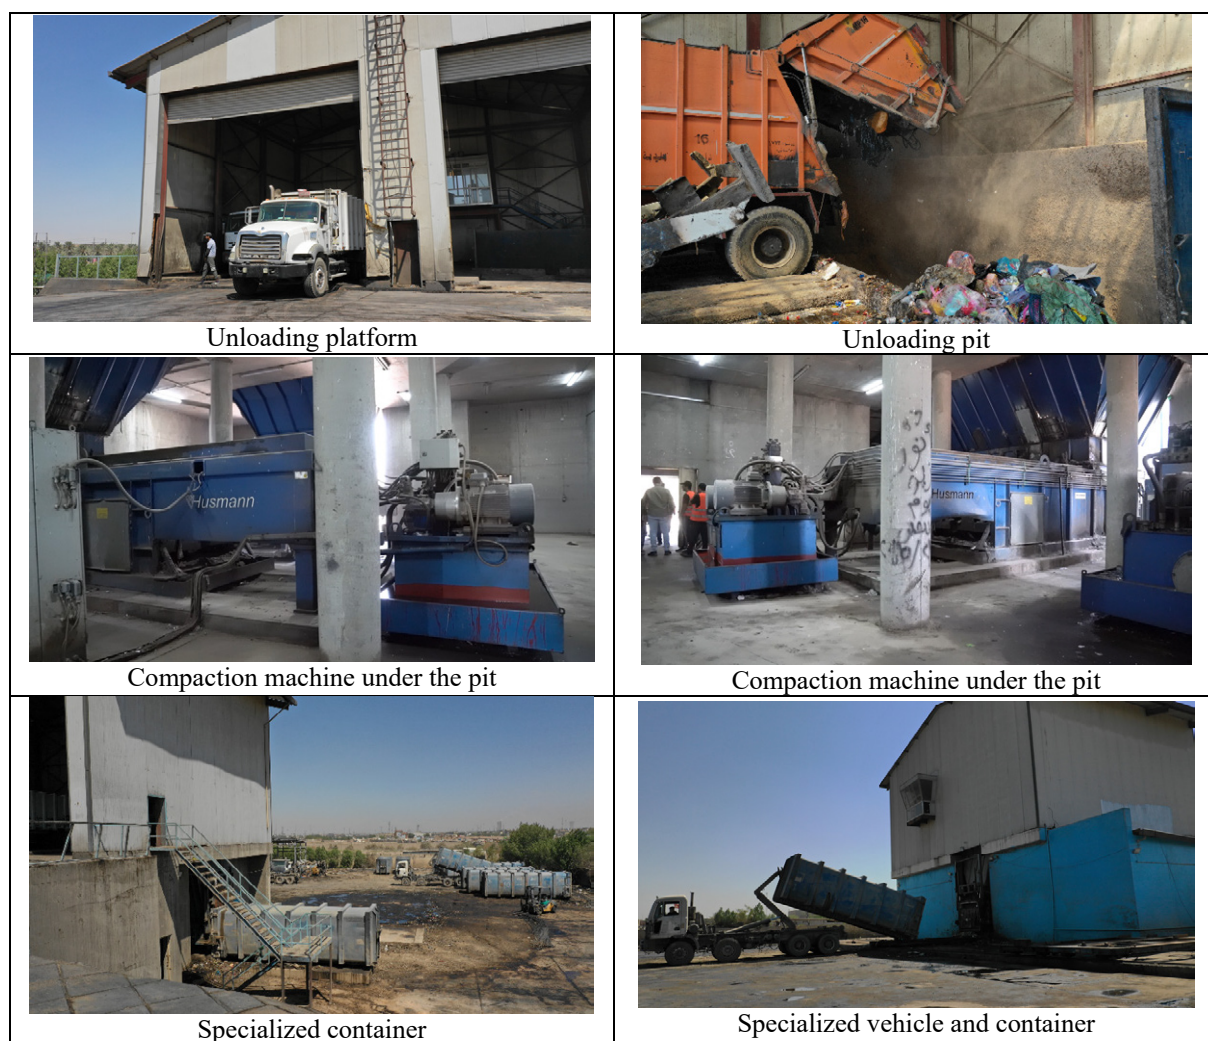 Unloading platform
16
Unloading pit
Husmann
Compaction machine under the pit
Husmann
Compaction machine under the pit
Specialized container
Specialized vehicle and container